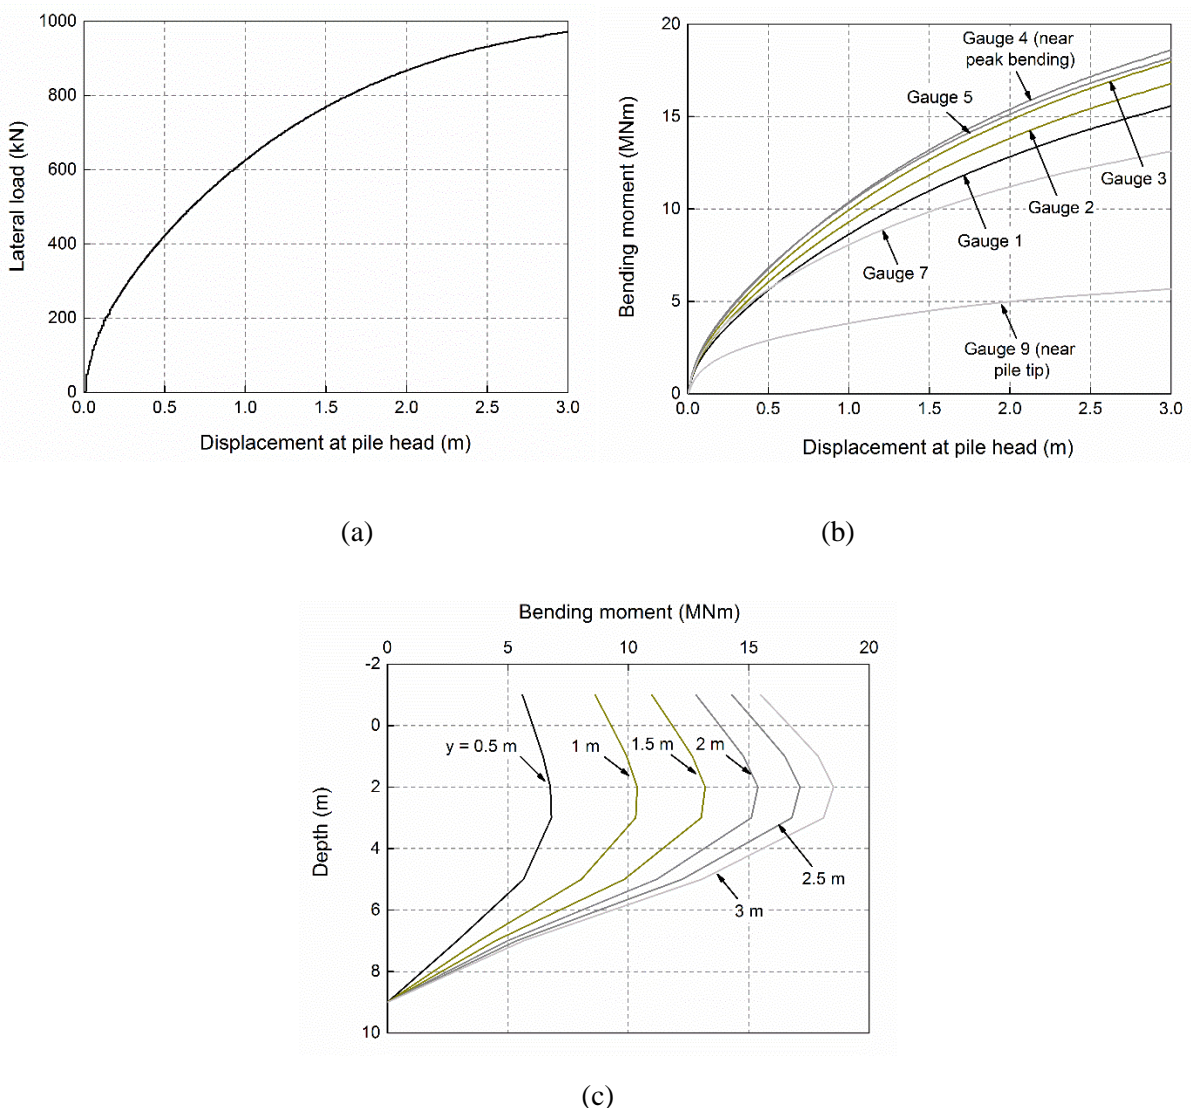 1000
800
600
400
200
0
0.0 0.5 1.0 1.5 2.0 2.5 3.0
Lateral load (kN)
Displacement at pile head (m)
(a)
20
15
10
5
0
0.0 0.5 1.0 1.5 2.0 2.5 3.0
Bending moment (MNm)
Displacement at pile head (m)
Gauge 4 (near
peak bending)
Gauge 5
Gauge 3
Gauge 2
Gauge 1
Gauge 7
Gauge 9 (near
pile tip)
(b)
Bending moment (MNm)
0 5 10 15 20
-2
0
2
4
6
8
10
Depth (m)
y = 0.5 m
1 m
1.5 m
2 m
2.5 m
3 m
(c)